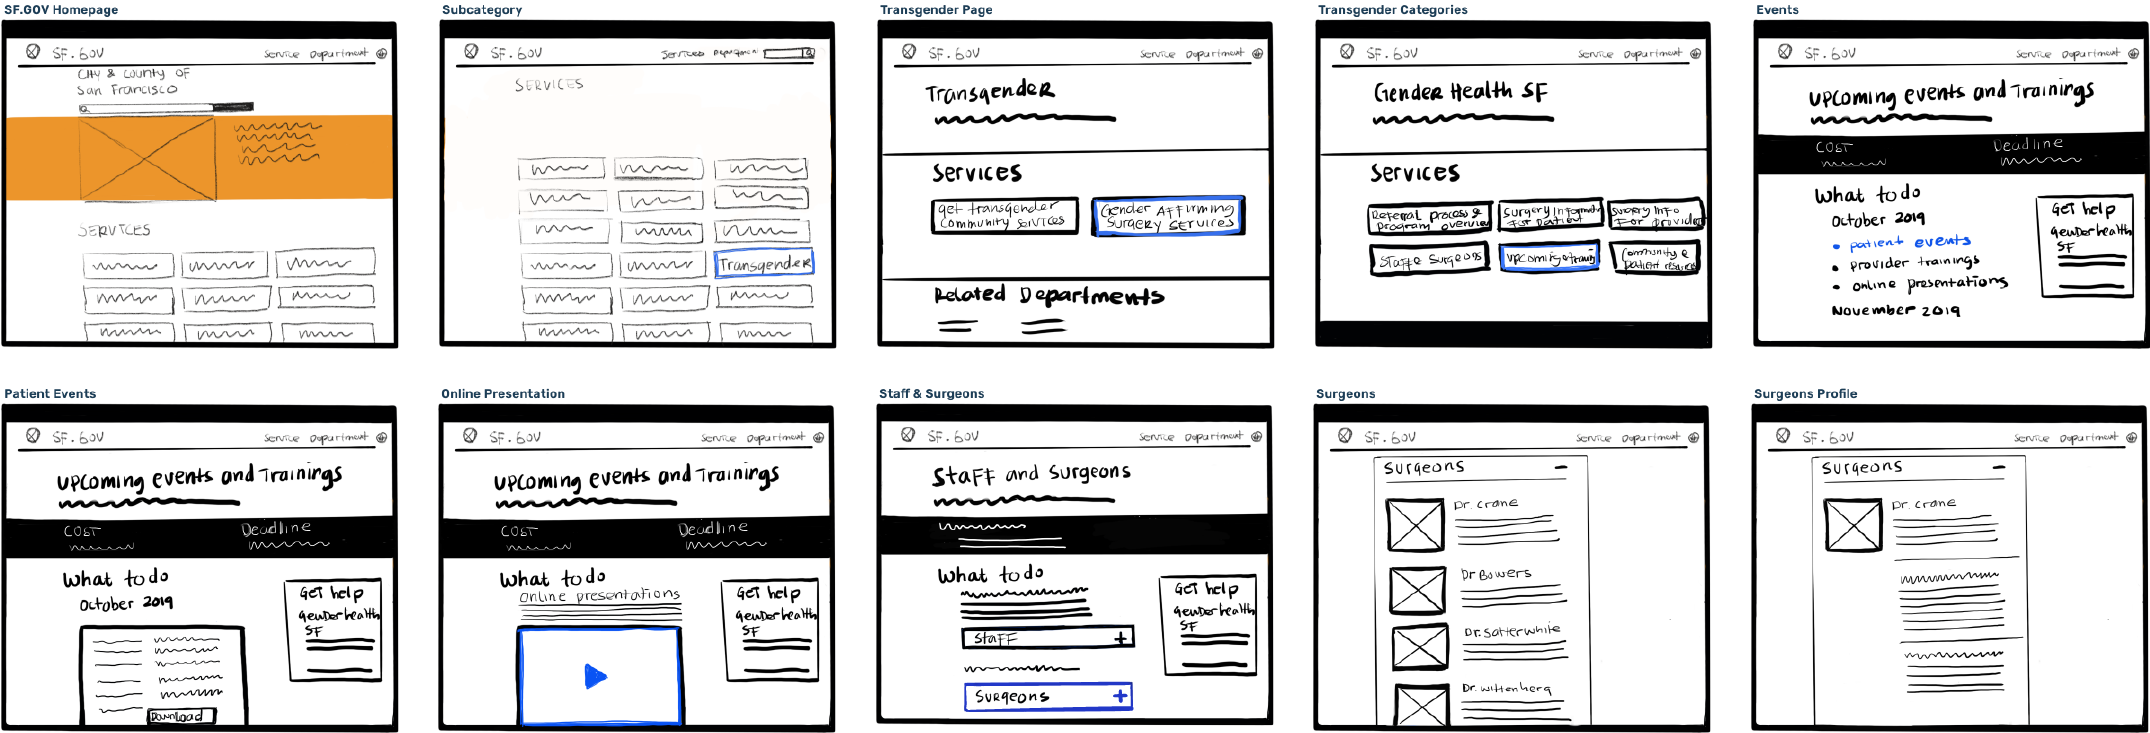 SF.GOV Homepage
SF.GOV
Service Department
City & County OF
San Francisco
SERVICES
Subcategory
SF.GOV
Services Department
SERVICES
Transgender
Transgender Page
SF.GOV
Service Department
Transgender
Services
get transgender
Community Services
Gender Affirming
Surgery Services
Related Departments
Transgender Categories
SF.GOV
Service Department
Gender Health SF
Services
Referral process &
program overview
Surgery Information
For patient
surgery Info
For provider
Staff & Surgeons
upcoming & training
Community &
patient resources
Events
SF.GOV
Service Department
Upcoming events and Trainings
COST
Deadline
What to do
October 2019
• patient events
• provider trainings
• online presentations
November 2019
Get help
Genderhealth
SF
Patient Events
SF.GOV
Service Department
Upcoming events and Trainings
COST
Deadline
What to do
October 2019
Download
Get help
Genderhealth
SF
Online Presentation
SF.GOV
Service Department
Upcoming events and Trainings
COST
Deadline
What to do
Online presentations
Get help
Genderhealth
SF
Staff & Surgeons
SF.GOV
Service Department
Staff and Surgeons
What to do
Staff +
Surgeons +
Get help
Genderhealth
SF
Surgeons
SF.GOV
Service Department
Surgeons
Dr. Crane
Dr Bowers
Dr. Satterwhite
Dr. Wittenberg
Surgeons Profile
SF.GOV
Service Department
Surgeons
Dr. Crane